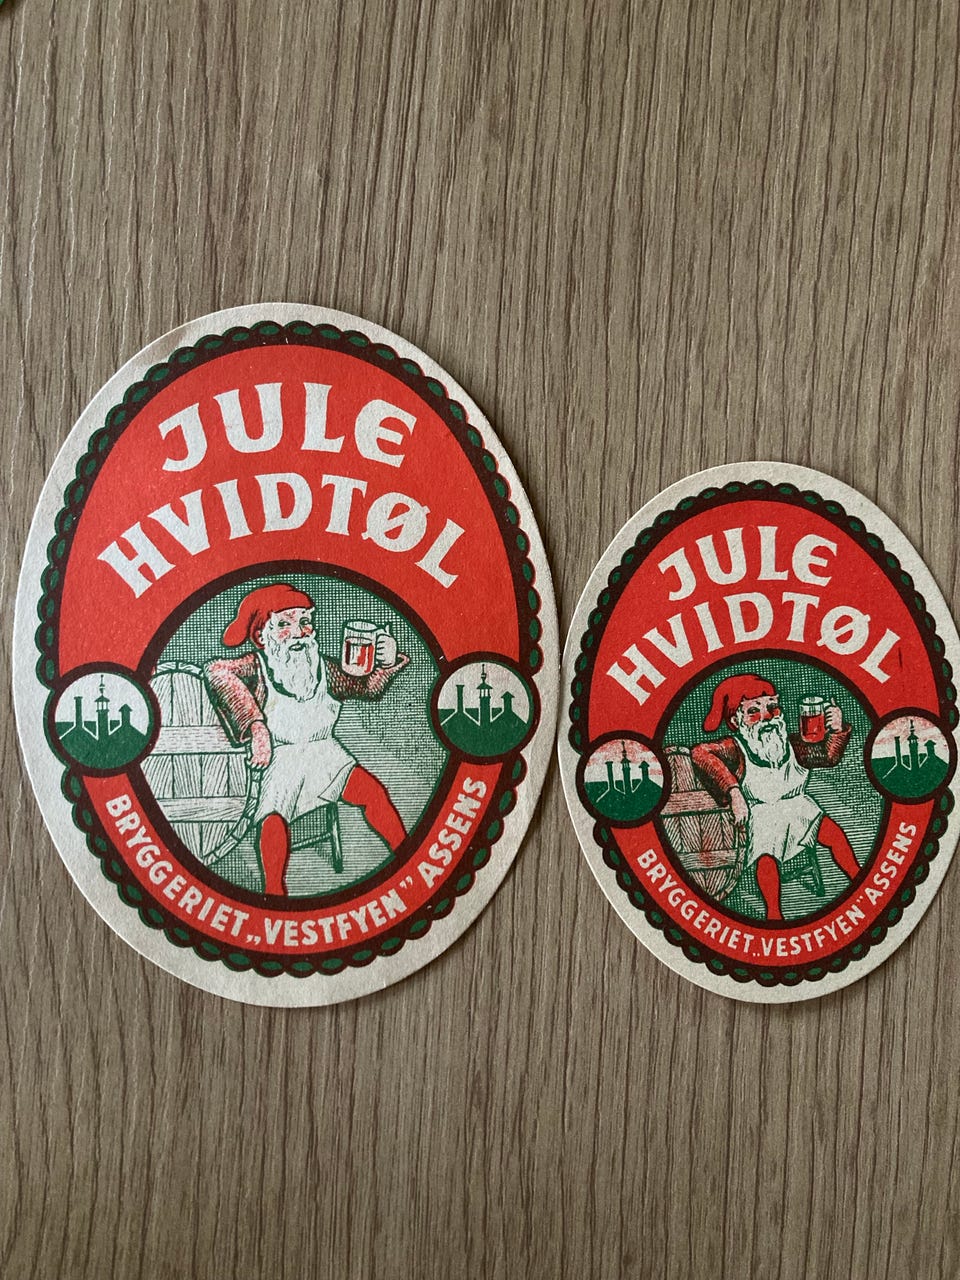 JULE
HVIDTØL
BRYGGERIET „VESTFYEN” ASSENS
JULE
HVIDTØL
BRYGGERIET „VESTFYEN” ASSENS